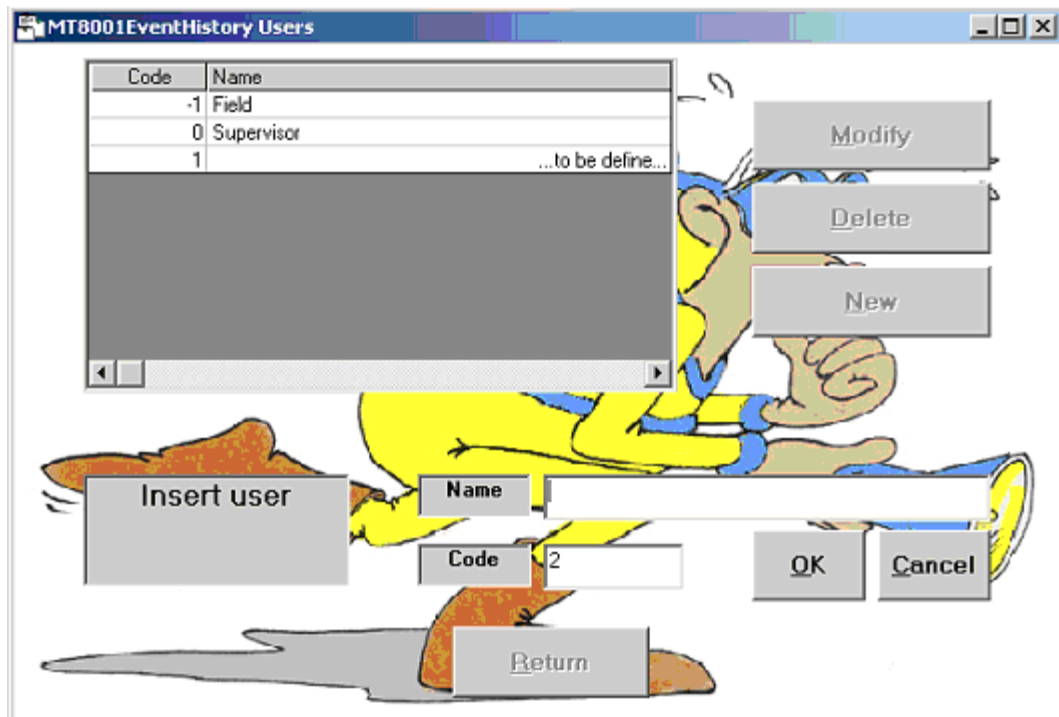 MT8001EventHistory Users
Code Name
-1 Field
0 Supervisor
1 ...to be define...
Modify
Delete
New
Insert user
Name
Code 2
OK Cancel
Return